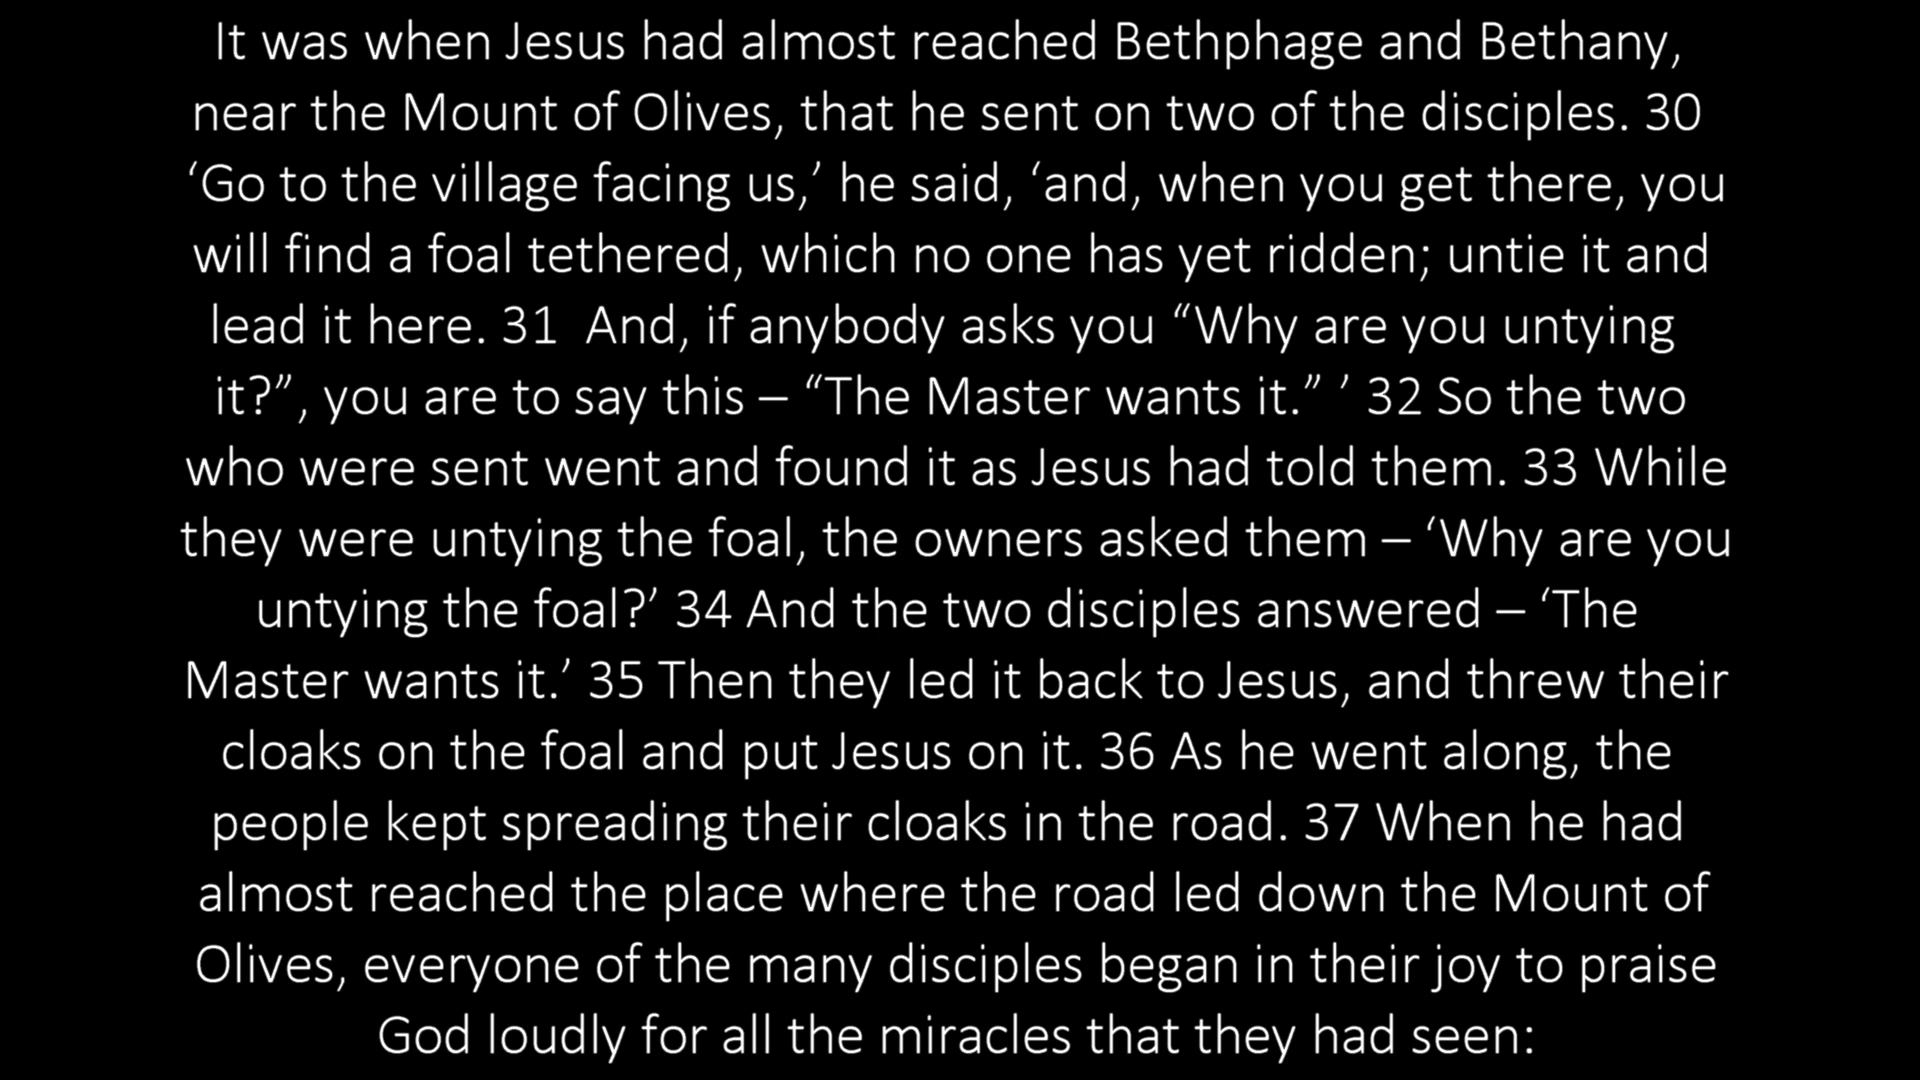 It was when Jesus had almost reached Bethphage and Bethany,
near the Mount of Olives, that he sent on two of the disciples. 30
‘Go to the village facing us,’ he said, ‘and, when you get there, you
will find a foal tethered, which no one has yet ridden; untie it and
lead it here. 31  And, if anybody asks you “Why are you untying
it?”, you are to say this – “The Master wants it.” ’ 32 So the two
who were sent went and found it as Jesus had told them. 33 While
they were untying the foal, the owners asked them – ‘Why are you
untying the foal?’ 34 And the two disciples answered – ‘The
Master wants it.’ 35 Then they led it back to Jesus, and threw their
cloaks on the foal and put Jesus on it. 36 As he went along, the
people kept spreading their cloaks in the road. 37 When he had
almost reached the place where the road led down the Mount of
Olives, everyone of the many disciples began in their joy to praise
God loudly for all the miracles that they had seen: